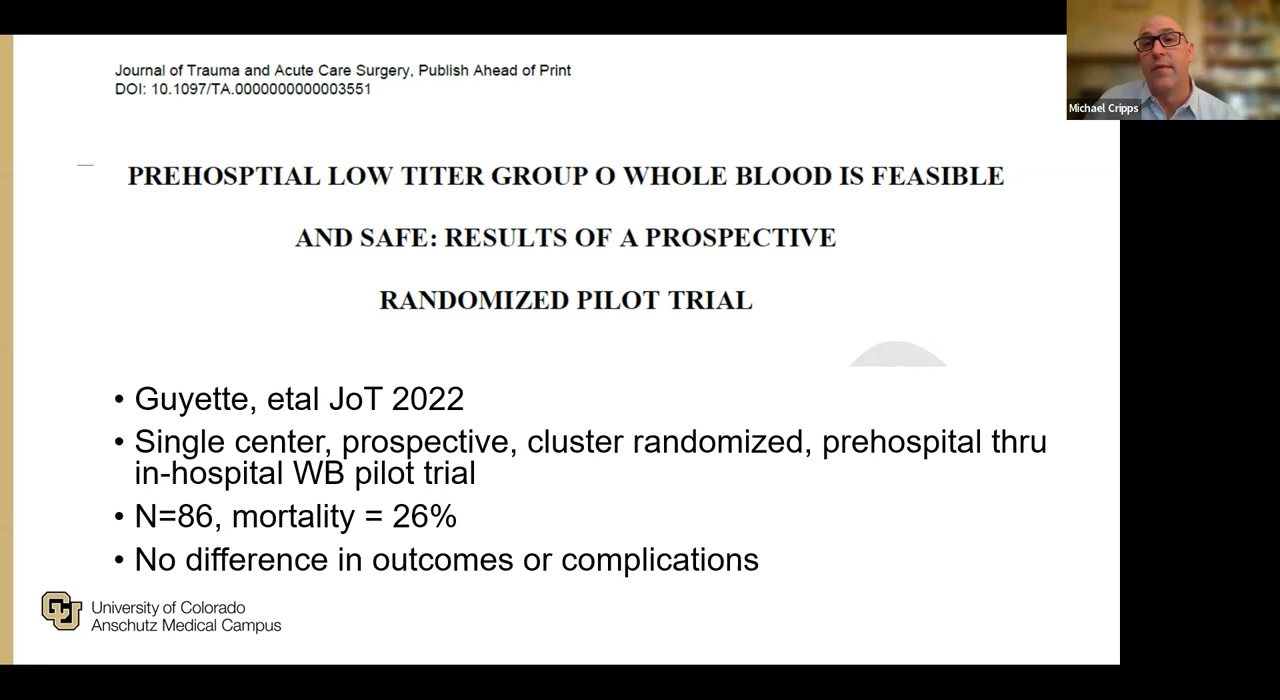 Journal of Trauma and Acute Care Surgery, Publish Ahead of Print
DOI: 10.1097/TA.0000000000003551
PREHOSPTIAL LOW TITER GROUP O WHOLE BLOOD IS FEASIBLE
AND SAFE: RESULTS OF A PROSPECTIVE
RANDOMIZED PILOT TRIAL
• Guyette, etal JoT 2022
• Single center, prospective, cluster randomized, prehospital thru
in-hospital WB pilot trial
• N=86, mortality = 26%
• No difference in outcomes or complications
CU
University of Colorado
Anschutz Medical Campus
Michael Cripps